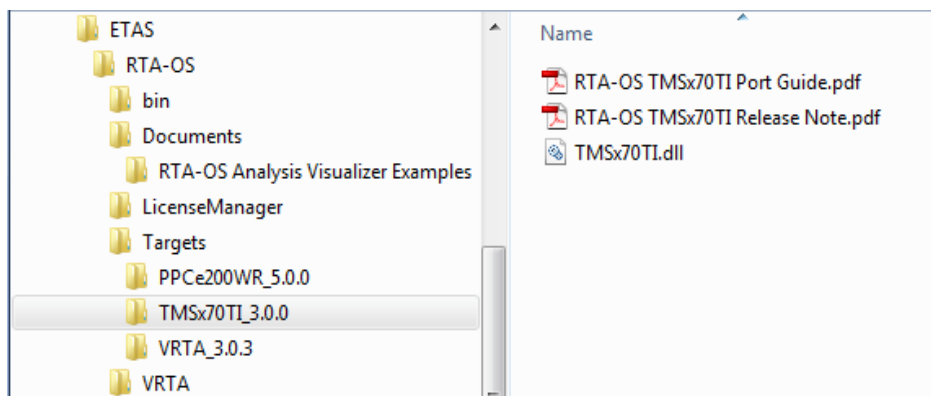 ETAS
RTA-OS
bin
Documents
RTA-OS Analysis Visualizer Examples
LicenseManager
Targets
PPCe200WR_5.0.0
TMSx70TI_3.0.0
VRTA_3.0.3
VRTA
Name
RTA-OS TMSx70TI Port Guide.pdf
RTA-OS TMSx70TI Release Note.pdf
TMSx70TI.dll